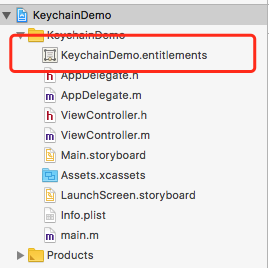 KeychainDemo
KeychainDemo
KeychainDemo.entitlements
AppDelegate.h
AppDelegate.m
ViewController.h
ViewController.m
Main.storyboard
Assets.xcassets
LaunchScreen.storyboard
Info.plist
main.m
Products